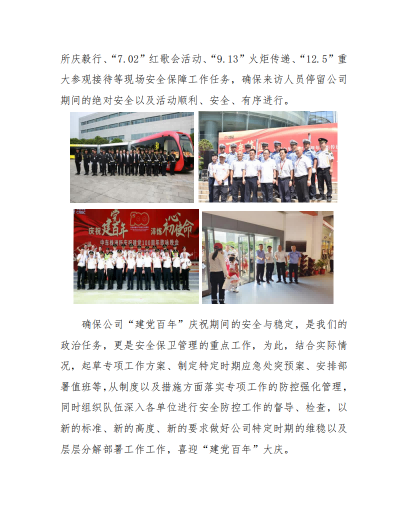 所庆毅行、“7.02”红歌会活动、“9.13”火炬传递、“12.5”重
大参观接待等现场安全保障工作任务，确保来访人员停留公司
期间的绝对安全以及活动顺利、安全、有序进行。
庆祝
建百年
初使命
确保公司“建党百年”庆祝期间的安全与稳定，是我们的
政治任务，更是安全保卫管理的重点工作，为此，结合实际情
况，起草专项工作方案、制定特定时期应急处突预案、安排部
署值班等，从制度以及措施方面落实专项工作的防控强化管理，
同时组织队伍深入各单位进行安全防控工作的督导、检查，以
新的标准、新的高度、新的要求做好公司特定时期的维稳以及
层层分解部署工作工作，喜迎“建党百年”大庆。